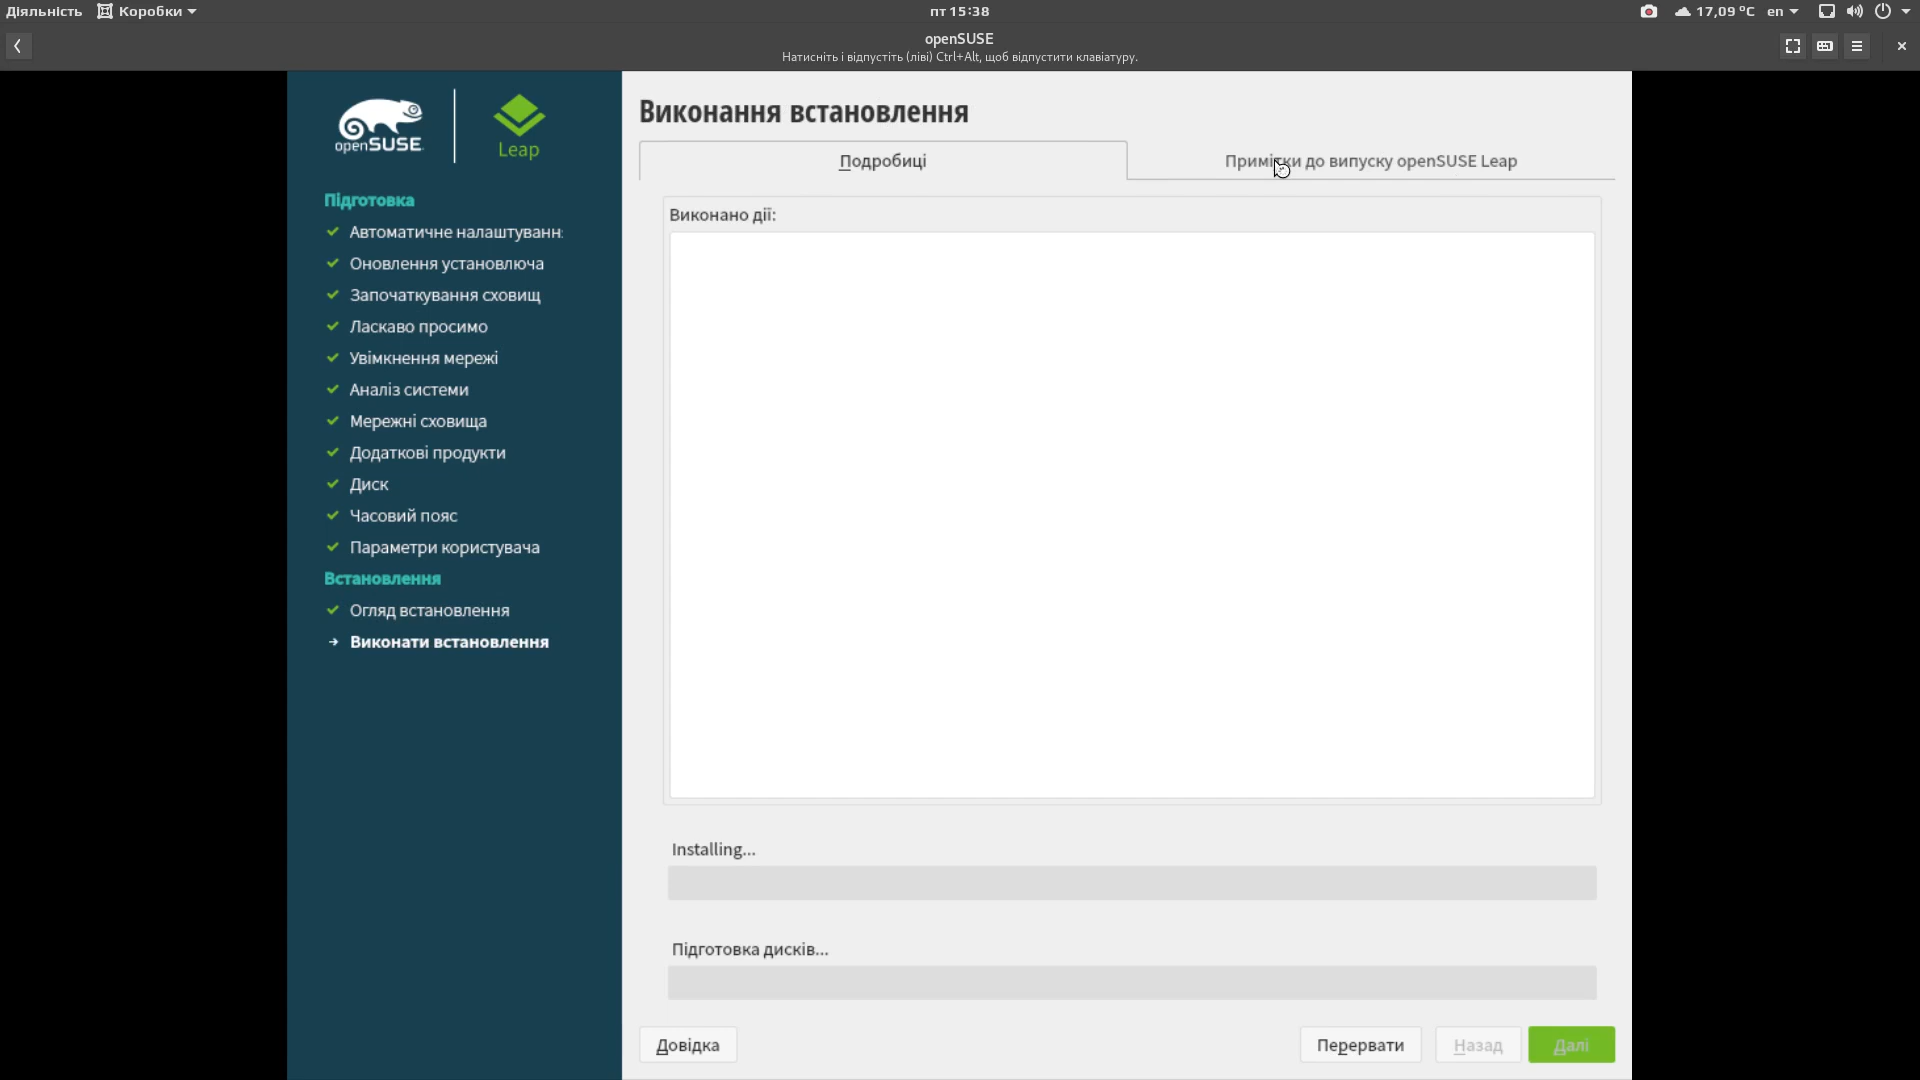 Діяльність Коробки пт 15:38 17,09 °C en
openSUSE
Натисніть і відпустіть (ліві) Ctrl+Alt, щоб відпустити клавіатуру.
openSUSE Leap
Виконання встановлення
Подробиці Примітки до випуску openSUSE Leap
Підготовка
Автоматичне налаштуванн
Оновлення установлюча
Започаткування сховищ
Ласкаво просимо
Увімкнення мережі
Аналіз системи
Мережні сховища
Додаткові продукти
Диск
Часовий пояс
Параметри користувача
Встановлення
Огляд встановлення
Виконати встановлення
Виконано дії:
Installing...
Підготовка дисків...
Довідка Перервати Назад Далі